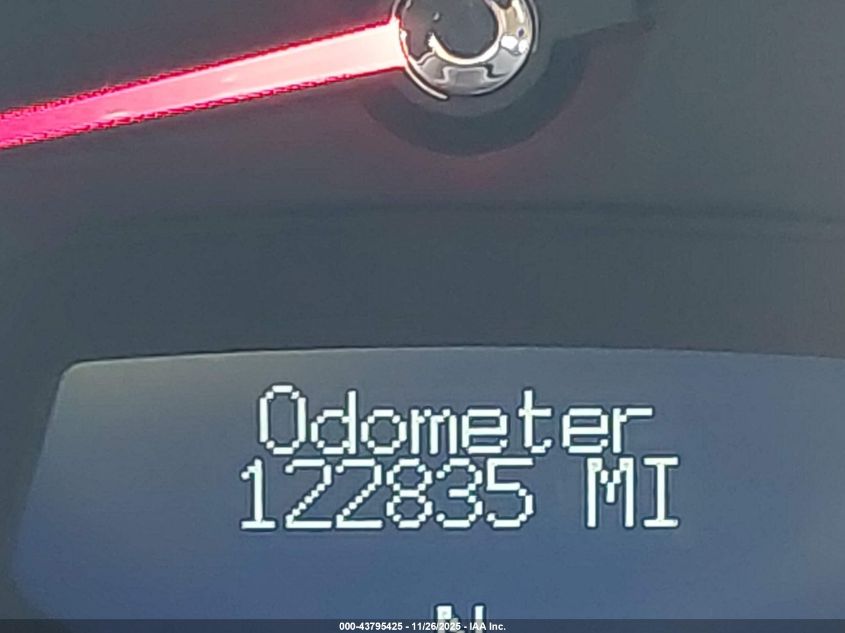 Odometer
122835 MI
N
000-43795425 - 11/26/2025 - IAA Inc.